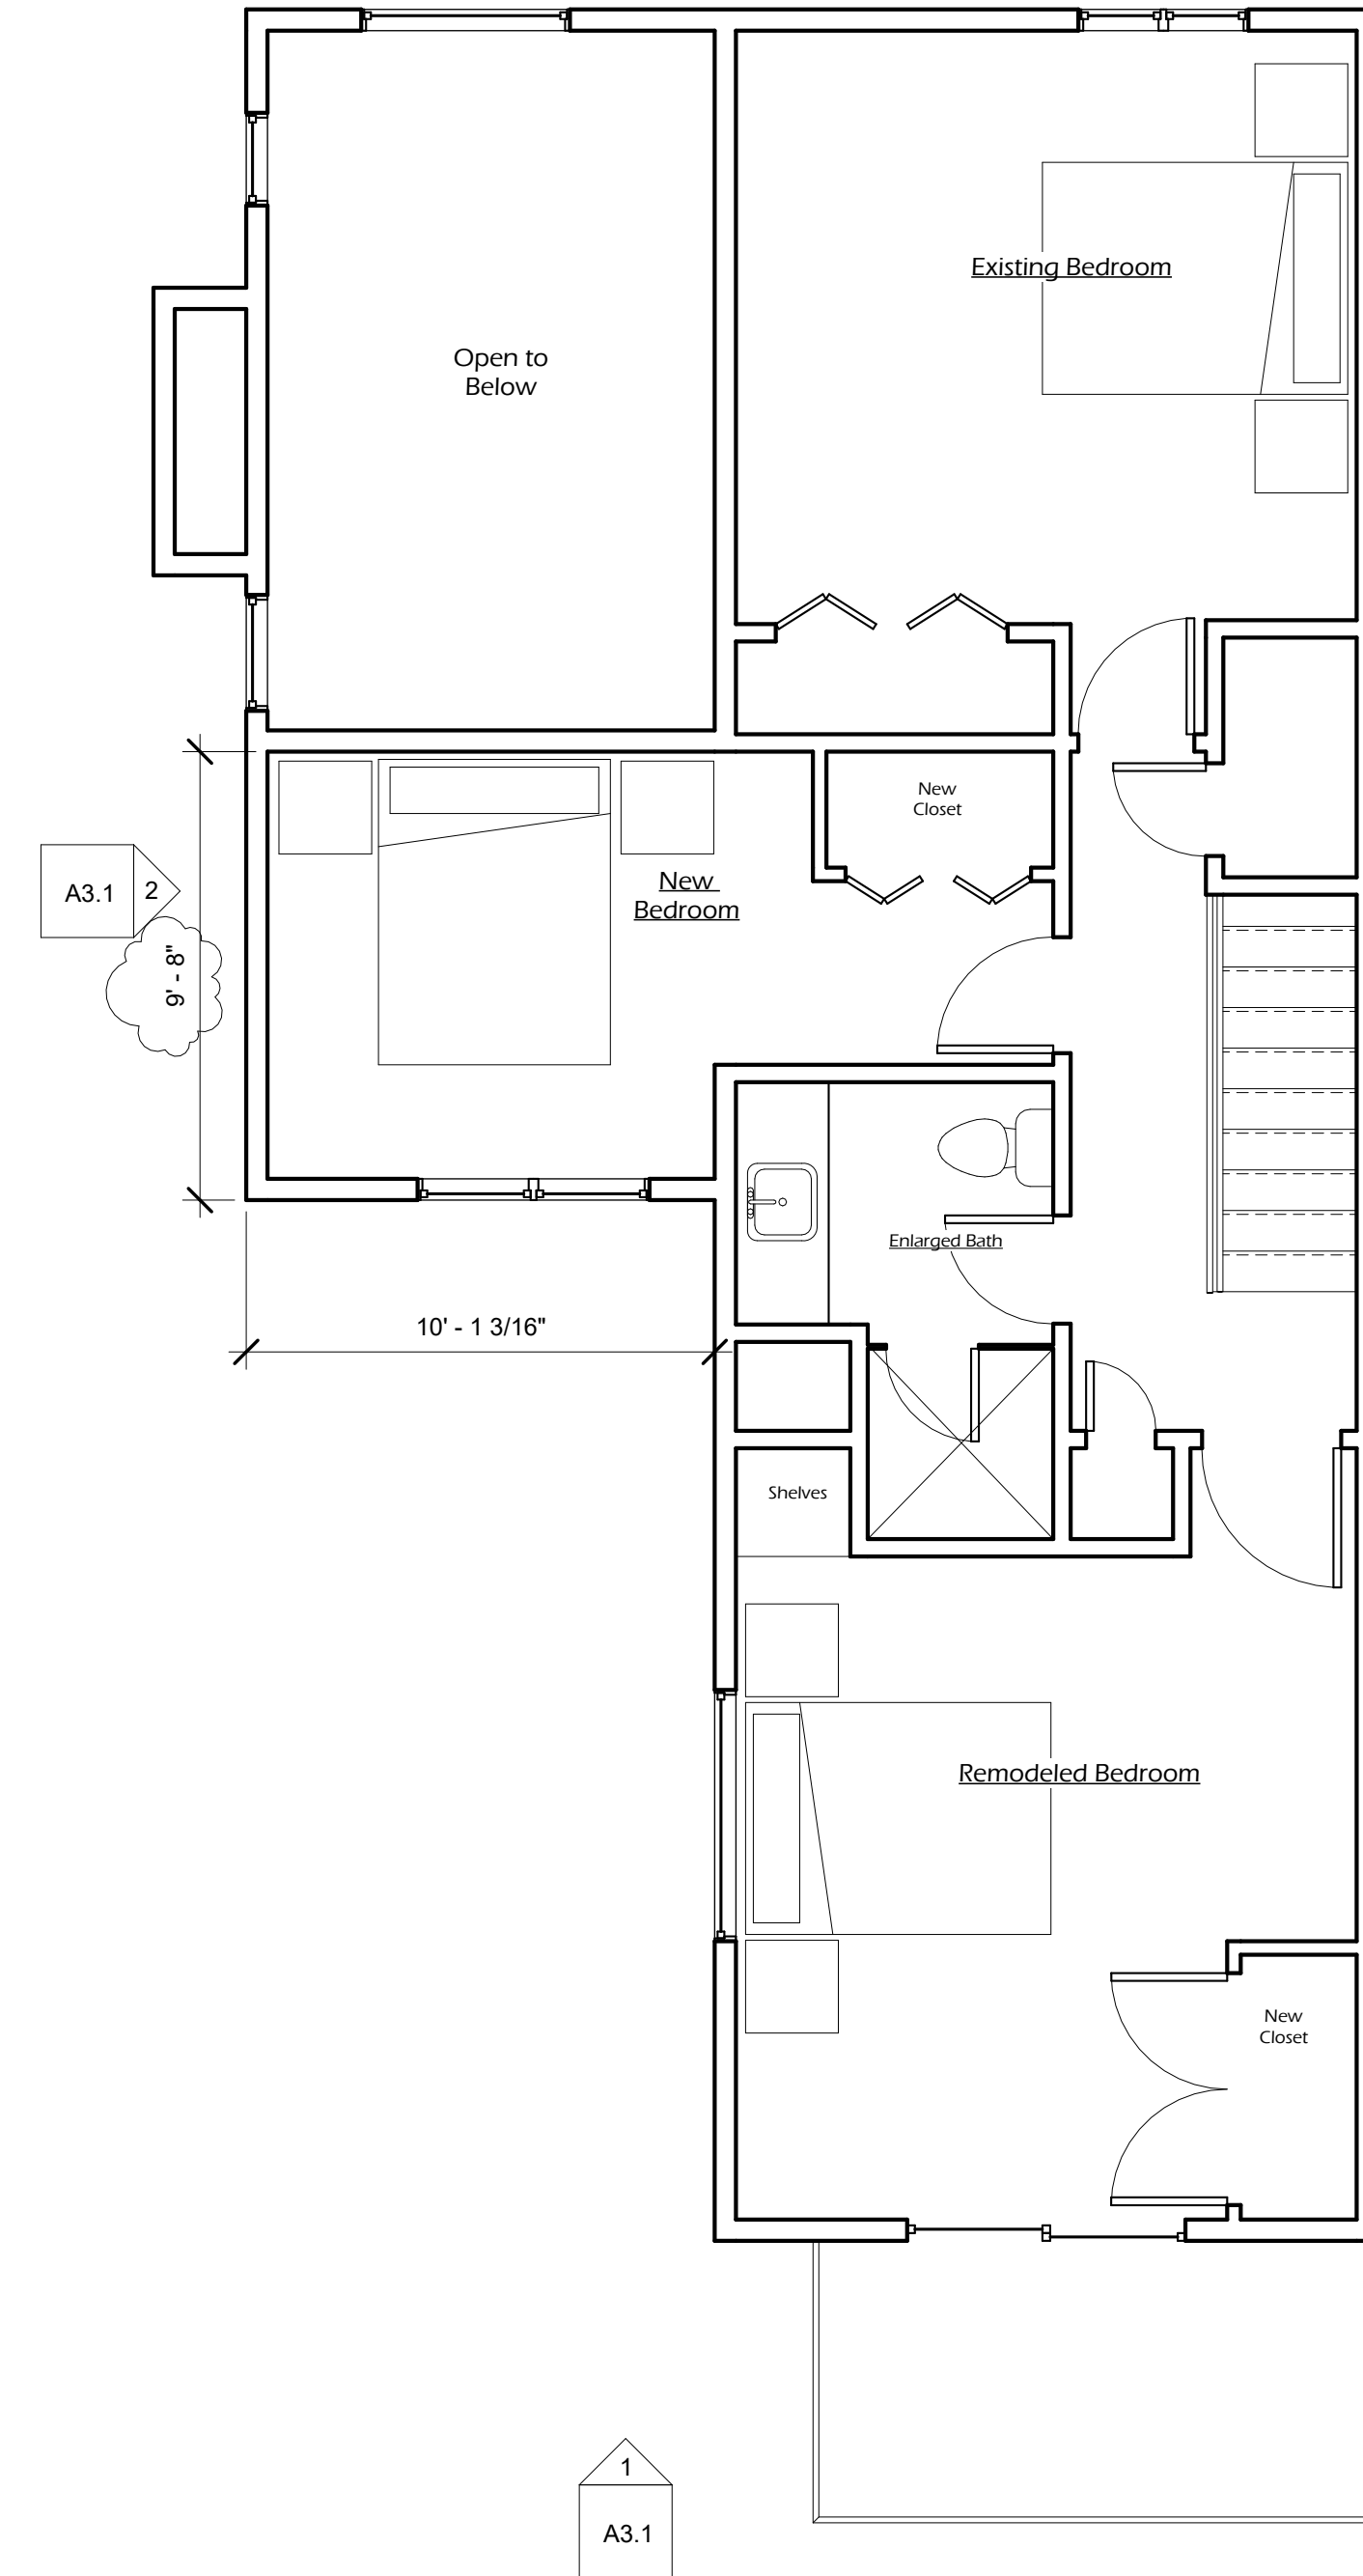 Existing Bedroom
Open to
Below
New
Closet
New
Bedroom
A3.1
2
9' - 8"
Enlarged Bath
10' - 1 3/16"
Shelves
Remodeled Bedroom
New
Closet
1
A3.1